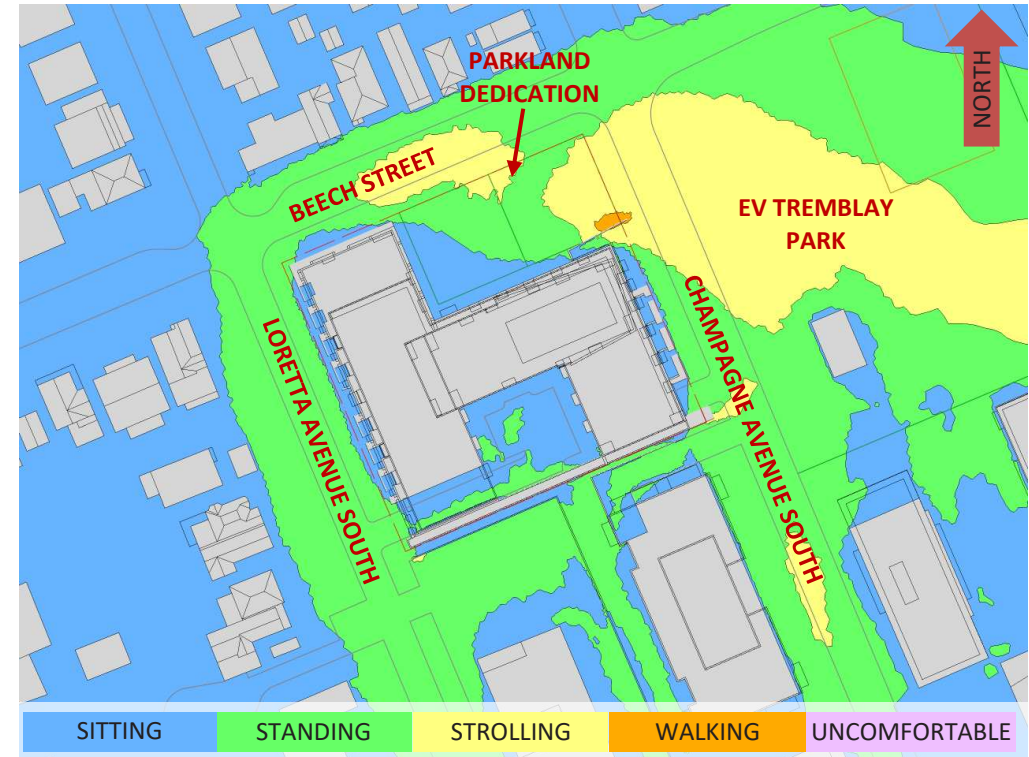 NORTH
PARKLAND
DEDICATION
BEECH STREET
EV TREMBLAY
PARK
LORETTA AVENUE SOUTH
CHAMPAGNE AVENUE SOUTH
SITTING
STANDING
STROLLING
WALKING
UNCOMFORTABLE